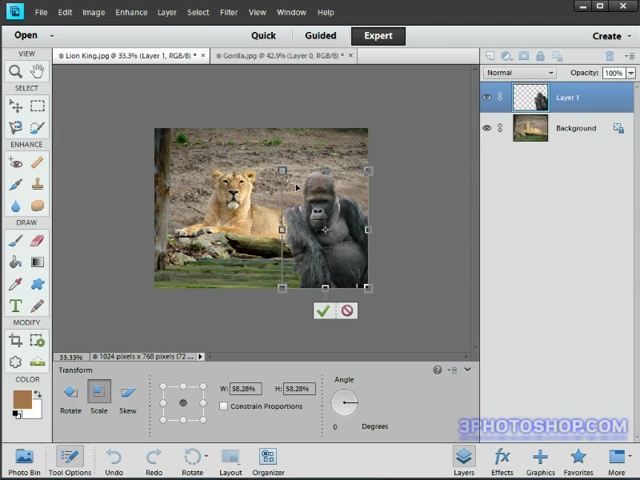 File Edit Image Enhance Layer Select Filter View Window Help
Open Quick Guided Expert Create
VIEW
Lion King.jpg @ 33.3% (Layer 1, RGB/8) * × Gorilla.jpg @ 42.9% (Layer 0, RGB/8) * ×
Normal Opacity: 100%
SELECT
Layer 1
Background
ENHANCE
DRAW
T
MODIFY
33.33% 1024 pixels x 768 pixels (72 ...
Transform
COLOR
Rotate Scale Skew
W: 58.28% H: 58.28%
Constrain Proportions
Angle
0 Degrees
3PHOTOSHOP.COM
fx
Photo Bin Tool Options Undo Redo Rotate Layout Organizer Layers Effects Graphics Favorites More